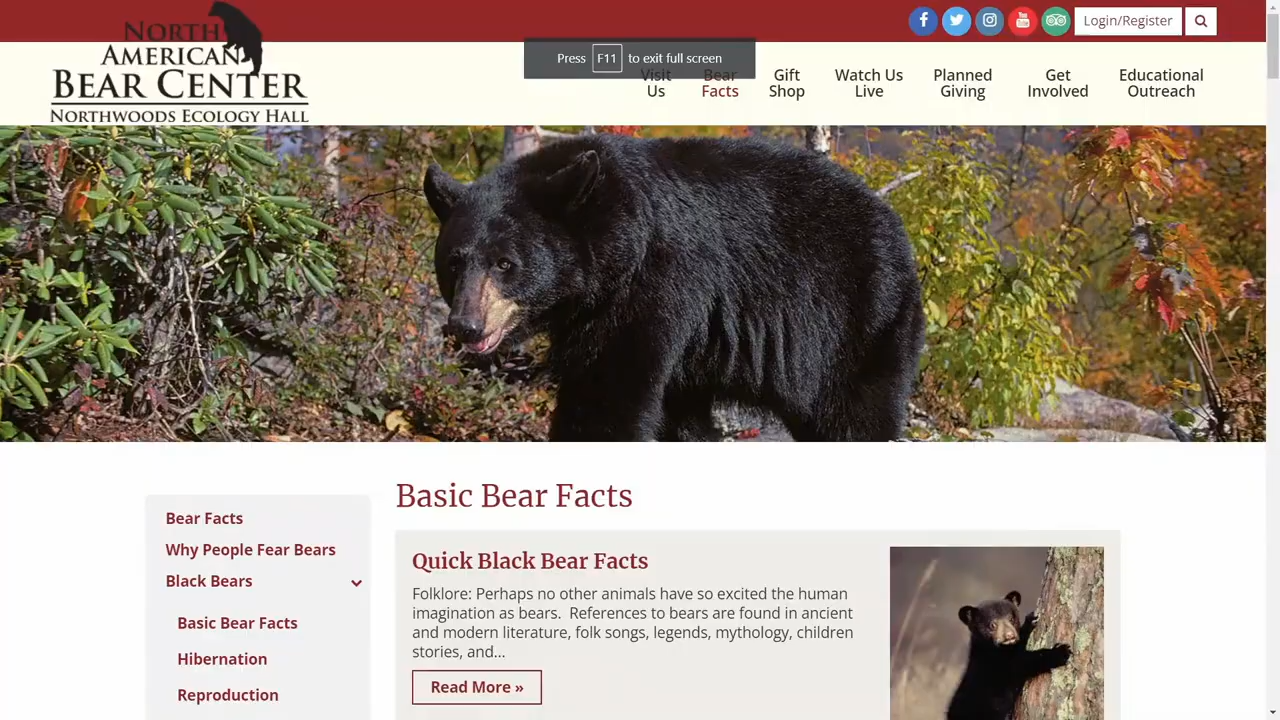 Login/Register
NORTH
AMERICAN
BEAR CENTER
NORTHWOODS ECOLOGY HALL
Press F11 to exit full screen
Visit
Us
Bear
Facts
Gift
Shop
Watch Us
Live
Planned
Giving
Get
Involved
Educational
Outreach
Basic Bear Facts
Bear Facts
Why People Fear Bears
Black Bears
Basic Bear Facts
Hibernation
Reproduction
Quick Black Bear Facts
Folklore: Perhaps no other animals have so excited the human
imagination as bears.  References to bears are found in ancient
and modern literature, folk songs, legends, mythology, children
stories, and...
Read More »